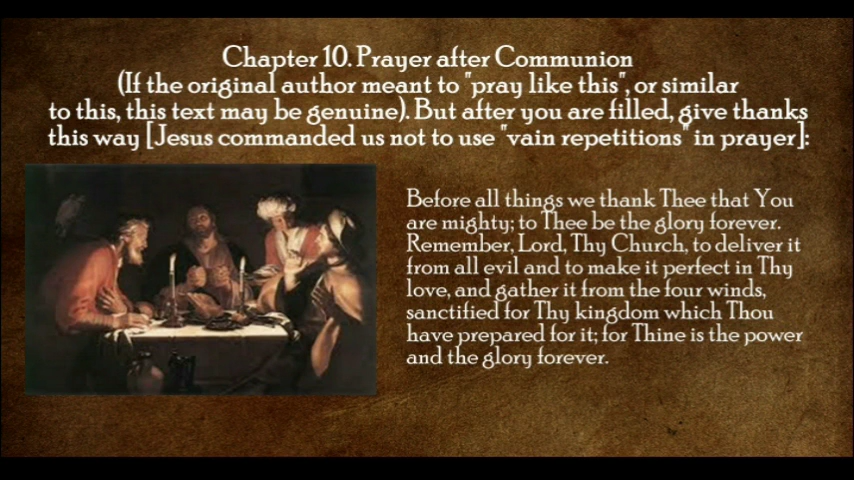 Chapter 10. Prayer after Communion
(If the original author meant to "pray like this", or similar
to this, this text may be genuine). But after you are filled, give thanks
this way [Jesus commanded us not to use "vain repetitions" in prayer]:
Before all things we thank Thee that You
are mighty; to Thee be the glory forever.
Remember, Lord, Thy Church, to deliver it
from all evil and to make it perfect in Thy
love, and gather it from the four winds,
sanctified for Thy kingdom which Thou
have prepared for it; for Thine is the power
and the glory forever.